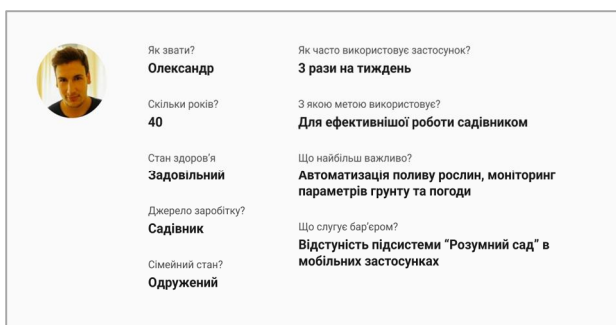 Як звати?
Олександр
Скільки років?
40
Стан здоров'я
Задовільний
Джерело заробітку?
Садівник
Сімейний стан?
Одружений
Як часто використовує застосунок?
3 рази на тиждень
З якою метою використовує?
Для ефективнішої роботи садівником
Що найбільш важливо?
Автоматизація поливу рослин, моніторинг
параметрів грунту та погоди
Що слугує бар'єром?
Відстуність підсистеми “Розумний сад” в
мобільних застосунках